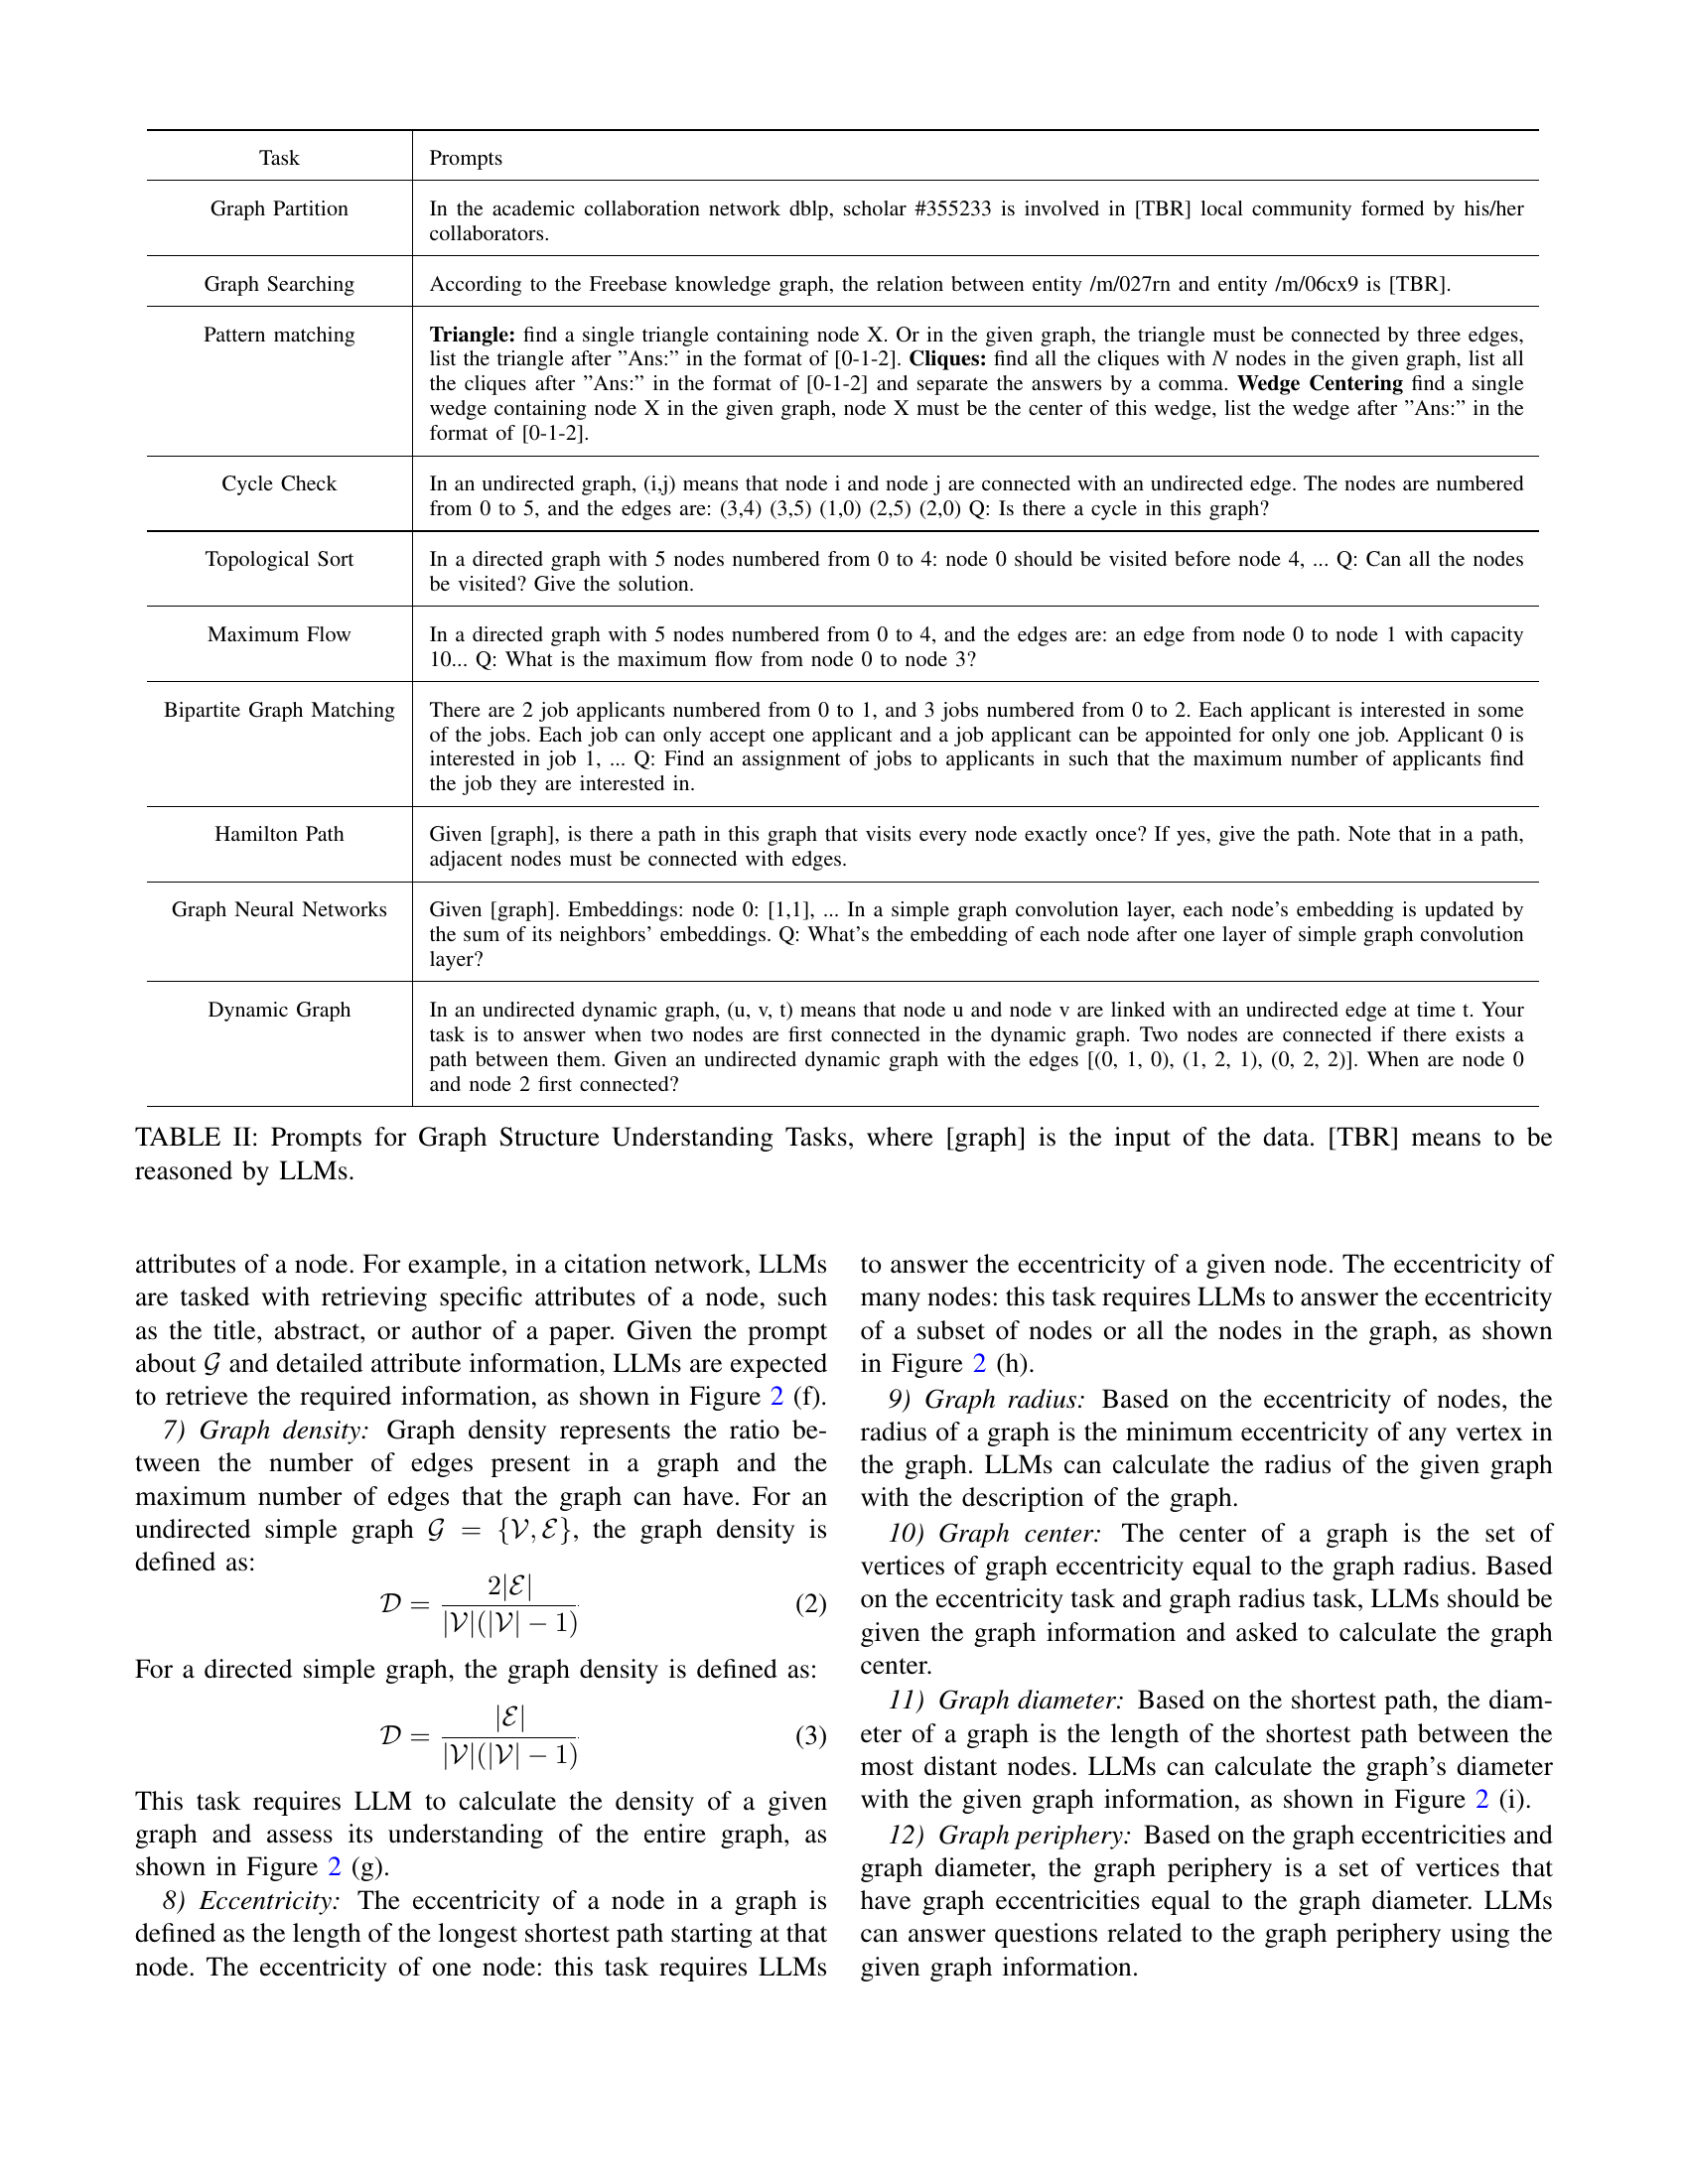 Task Prompts
Graph Partition In the academic collaboration network dblp, scholar #355233 is involved in [TBR] local community formed by his/her
collaborators.
Graph Searching According to the Freebase knowledge graph, the relation between entity /m/027rn and entity /m/06cx9 is [TBR].
Pattern matching Triangle: find a single triangle containing node X. Or in the given graph, the triangle must be connected by three edges,
list the triangle after ”Ans:” in the format of [0-1-2]. Cliques: find all the cliques with N nodes in the given graph, list all
the cliques after ”Ans:” in the format of [0-1-2] and separate the answers by a comma. Wedge Centering find a single
wedge containing node X in the given graph, node X must be the center of this wedge, list the wedge after ”Ans:” in the
format of [0-1-2].
Cycle Check In an undirected graph, (i,j) means that node i and node j are connected with an undirected edge. The nodes are numbered
from 0 to 5, and the edges are: (3,4) (3,5) (1,0) (2,5) (2,0) Q: Is there a cycle in this graph?
Topological Sort In a directed graph with 5 nodes numbered from 0 to 4: node 0 should be visited before node 4, ... Q: Can all the nodes
be visited? Give the solution.
Maximum Flow In a directed graph with 5 nodes numbered from 0 to 4, and the edges are: an edge from node 0 to node 1 with capacity
10... Q: What is the maximum flow from node 0 to node 3?
Bipartite Graph Matching There are 2 job applicants numbered from 0 to 1, and 3 jobs numbered from 0 to 2. Each applicant is interested in some
of the jobs. Each job can only accept one applicant and a job applicant can be appointed for only one job. Applicant 0 is
interested in job 1, ... Q: Find an assignment of jobs to applicants in such that the maximum number of applicants find
the job they are interested in.
Hamilton Path Given [graph], is there a path in this graph that visits every node exactly once? If yes, give the path. Note that in a path,
adjacent nodes must be connected with edges.
Graph Neural Networks Given [graph]. Embeddings: node 0: [1,1], ... In a simple graph convolution layer, each node’s embedding is updated by
the sum of its neighbors’ embeddings. Q: What’s the embedding of each node after one layer of simple graph convolution
layer?
Dynamic Graph In an undirected dynamic graph, (u, v, t) means that node u and node v are linked with an undirected edge at time t. Your
task is to answer when two nodes are first connected in the dynamic graph. Two nodes are connected if there exists a
path between them. Given an undirected dynamic graph with the edges [(0, 1, 0), (1, 2, 1), (0, 2, 2)]. When are node 0
and node 2 first connected?
TABLE II: Prompts for Graph Structure Understanding Tasks, where [graph] is the input of the data. [TBR] means to be
reasoned by LLMs.
attributes of a node. For example, in a citation network, LLMs
are tasked with retrieving specific attributes of a node, such
as the title, abstract, or author of a paper. Given the prompt
about 𝒢 and detailed attribute information, LLMs are expected
to retrieve the required information, as shown in Figure 2 (f).
7) Graph density: Graph density represents the ratio be-
tween the number of edges present in a graph and the
maximum number of edges that the graph can have. For an
undirected simple graph 𝒢 = {𝒱, ℰ}, the graph density is
defined as:
𝒟 = 2|ℰ| / |𝒱|(|𝒱| − 1) (2)
For a directed simple graph, the graph density is defined as:
𝒟 = |ℰ| / |𝒱|(|𝒱| − 1) (3)
This task requires LLM to calculate the density of a given
graph and assess its understanding of the entire graph, as
shown in Figure 2 (g).
8) Eccentricity: The eccentricity of a node in a graph is
defined as the length of the longest shortest path starting at that
node. The eccentricity of one node: this task requires LLMs
to answer the eccentricity of a given node. The eccentricity of
many nodes: this task requires LLMs to answer the eccentricity
of a subset of nodes or all the nodes in the graph, as shown
in Figure 2 (h).
9) Graph radius: Based on the eccentricity of nodes, the
radius of a graph is the minimum eccentricity of any vertex in
the graph. LLMs can calculate the radius of the given graph
with the description of the graph.
10) Graph center: The center of a graph is the set of
vertices of graph eccentricity equal to the graph radius. Based
on the eccentricity task and graph radius task, LLMs should be
given the graph information and asked to calculate the graph
center.
11) Graph diameter: Based on the shortest path, the diam-
eter of a graph is the length of the shortest path between the
most distant nodes. LLMs can calculate the graph’s diameter
with the given graph information, as shown in Figure 2 (i).
12) Graph periphery: Based on the graph eccentricities and
graph diameter, the graph periphery is a set of vertices that
have graph eccentricities equal to the graph diameter. LLMs
can answer questions related to the graph periphery using the
given graph information.